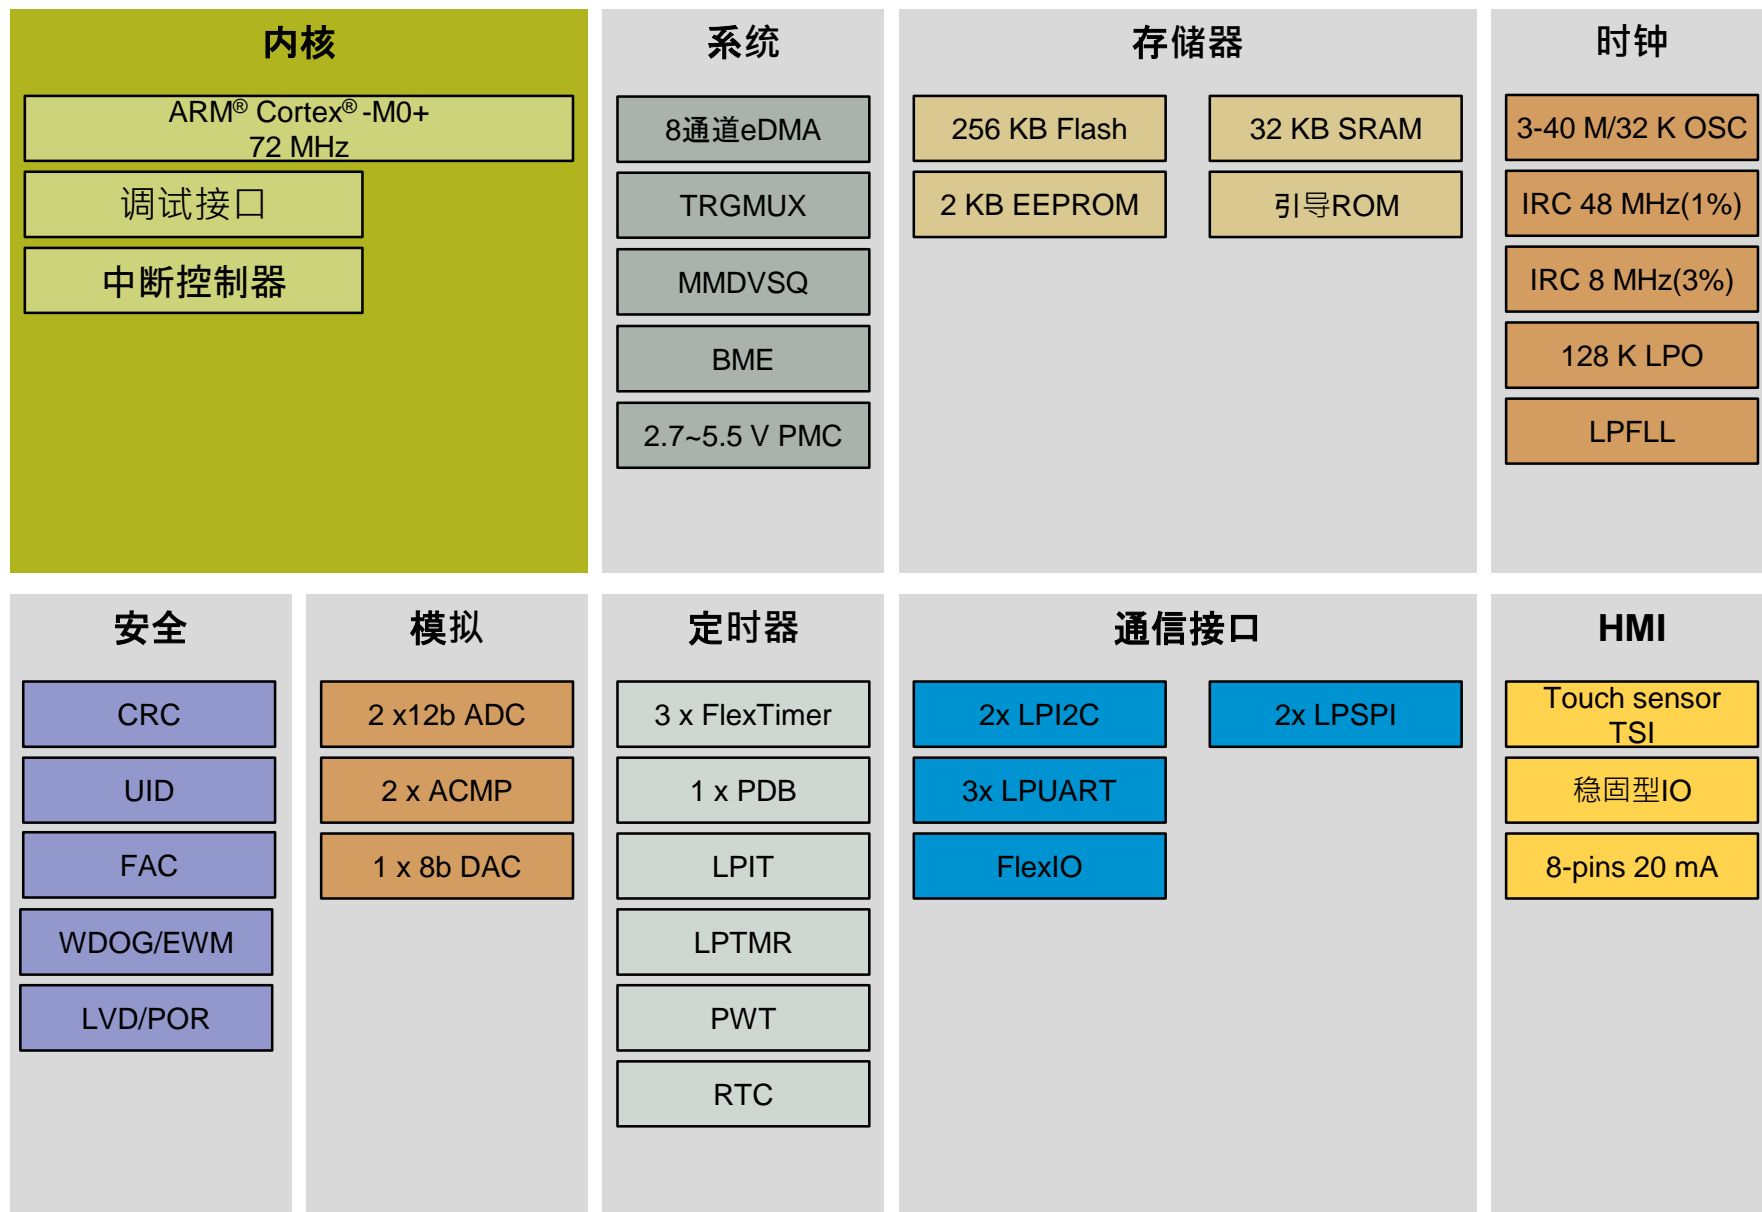 内核
ARM® Cortex® -M0+
72 MHz
调试接口
中断控制器
系统
8通道eDMA
TRGMUX
MMDVSQ
BME
2.7~5.5 V PMC
存储器
256 KB Flash
32 KB SRAM
2 KB EEPROM
引导ROM
时钟
3-40 M/32 K OSC
IRC 48 MHz(1%)
IRC 8 MHz(3%)
128 K LPO
LPFLL
安全
CRC
UID
FAC
WDOG/EWM
LVD/POR
模拟
2 x12b ADC
2 x ACMP
1 x 8b DAC
定时器
3 x FlexTimer
1 x PDB
LPIT
LPTMR
PWT
RTC
通信接口
2x LPI2C
2x LPSPI
3x LPUART
FlexIO
HMI
Touch sensor
TSI
稳固型IO
8-pins 20 mA